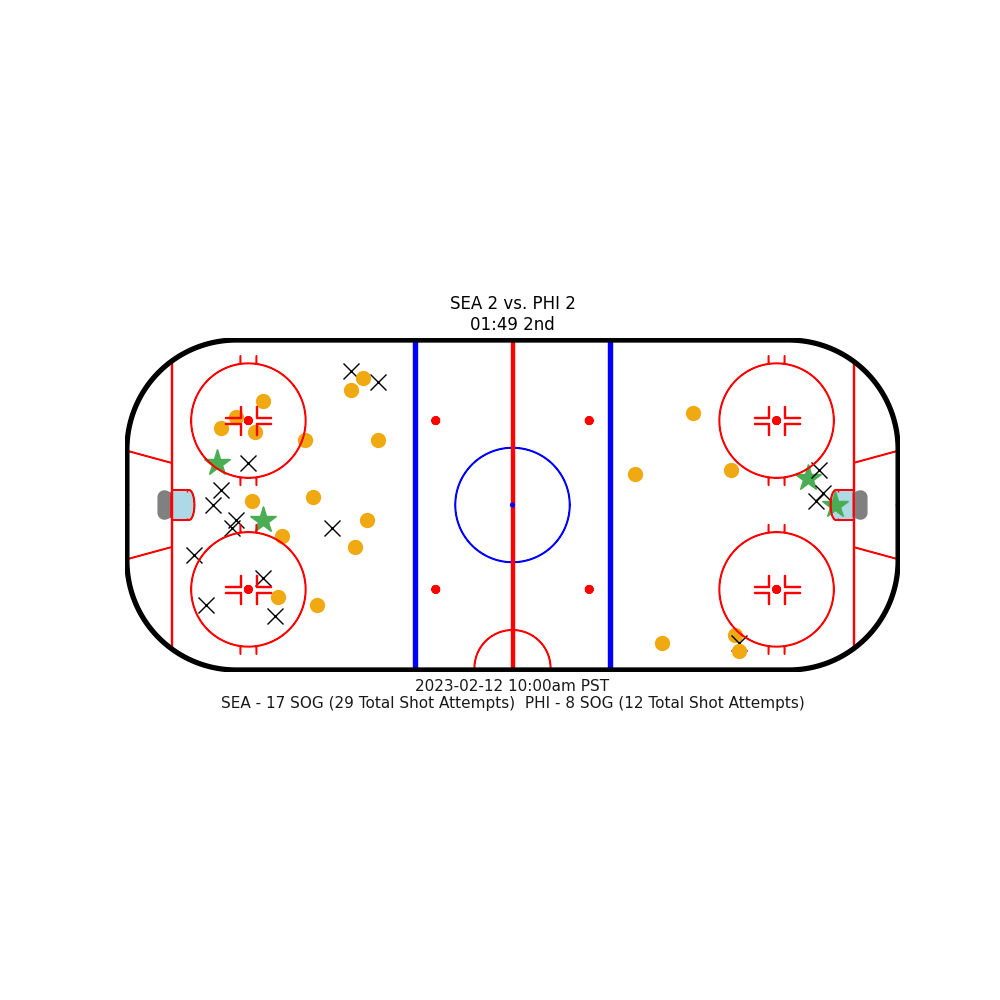 SEA 2 vs. PHI 2
01:49 2nd
2023-02-12 10:00am PST
SEA - 17 SOG (29 Total Shot Attempts)  PHI - 8 SOG (12 Total Shot Attempts)